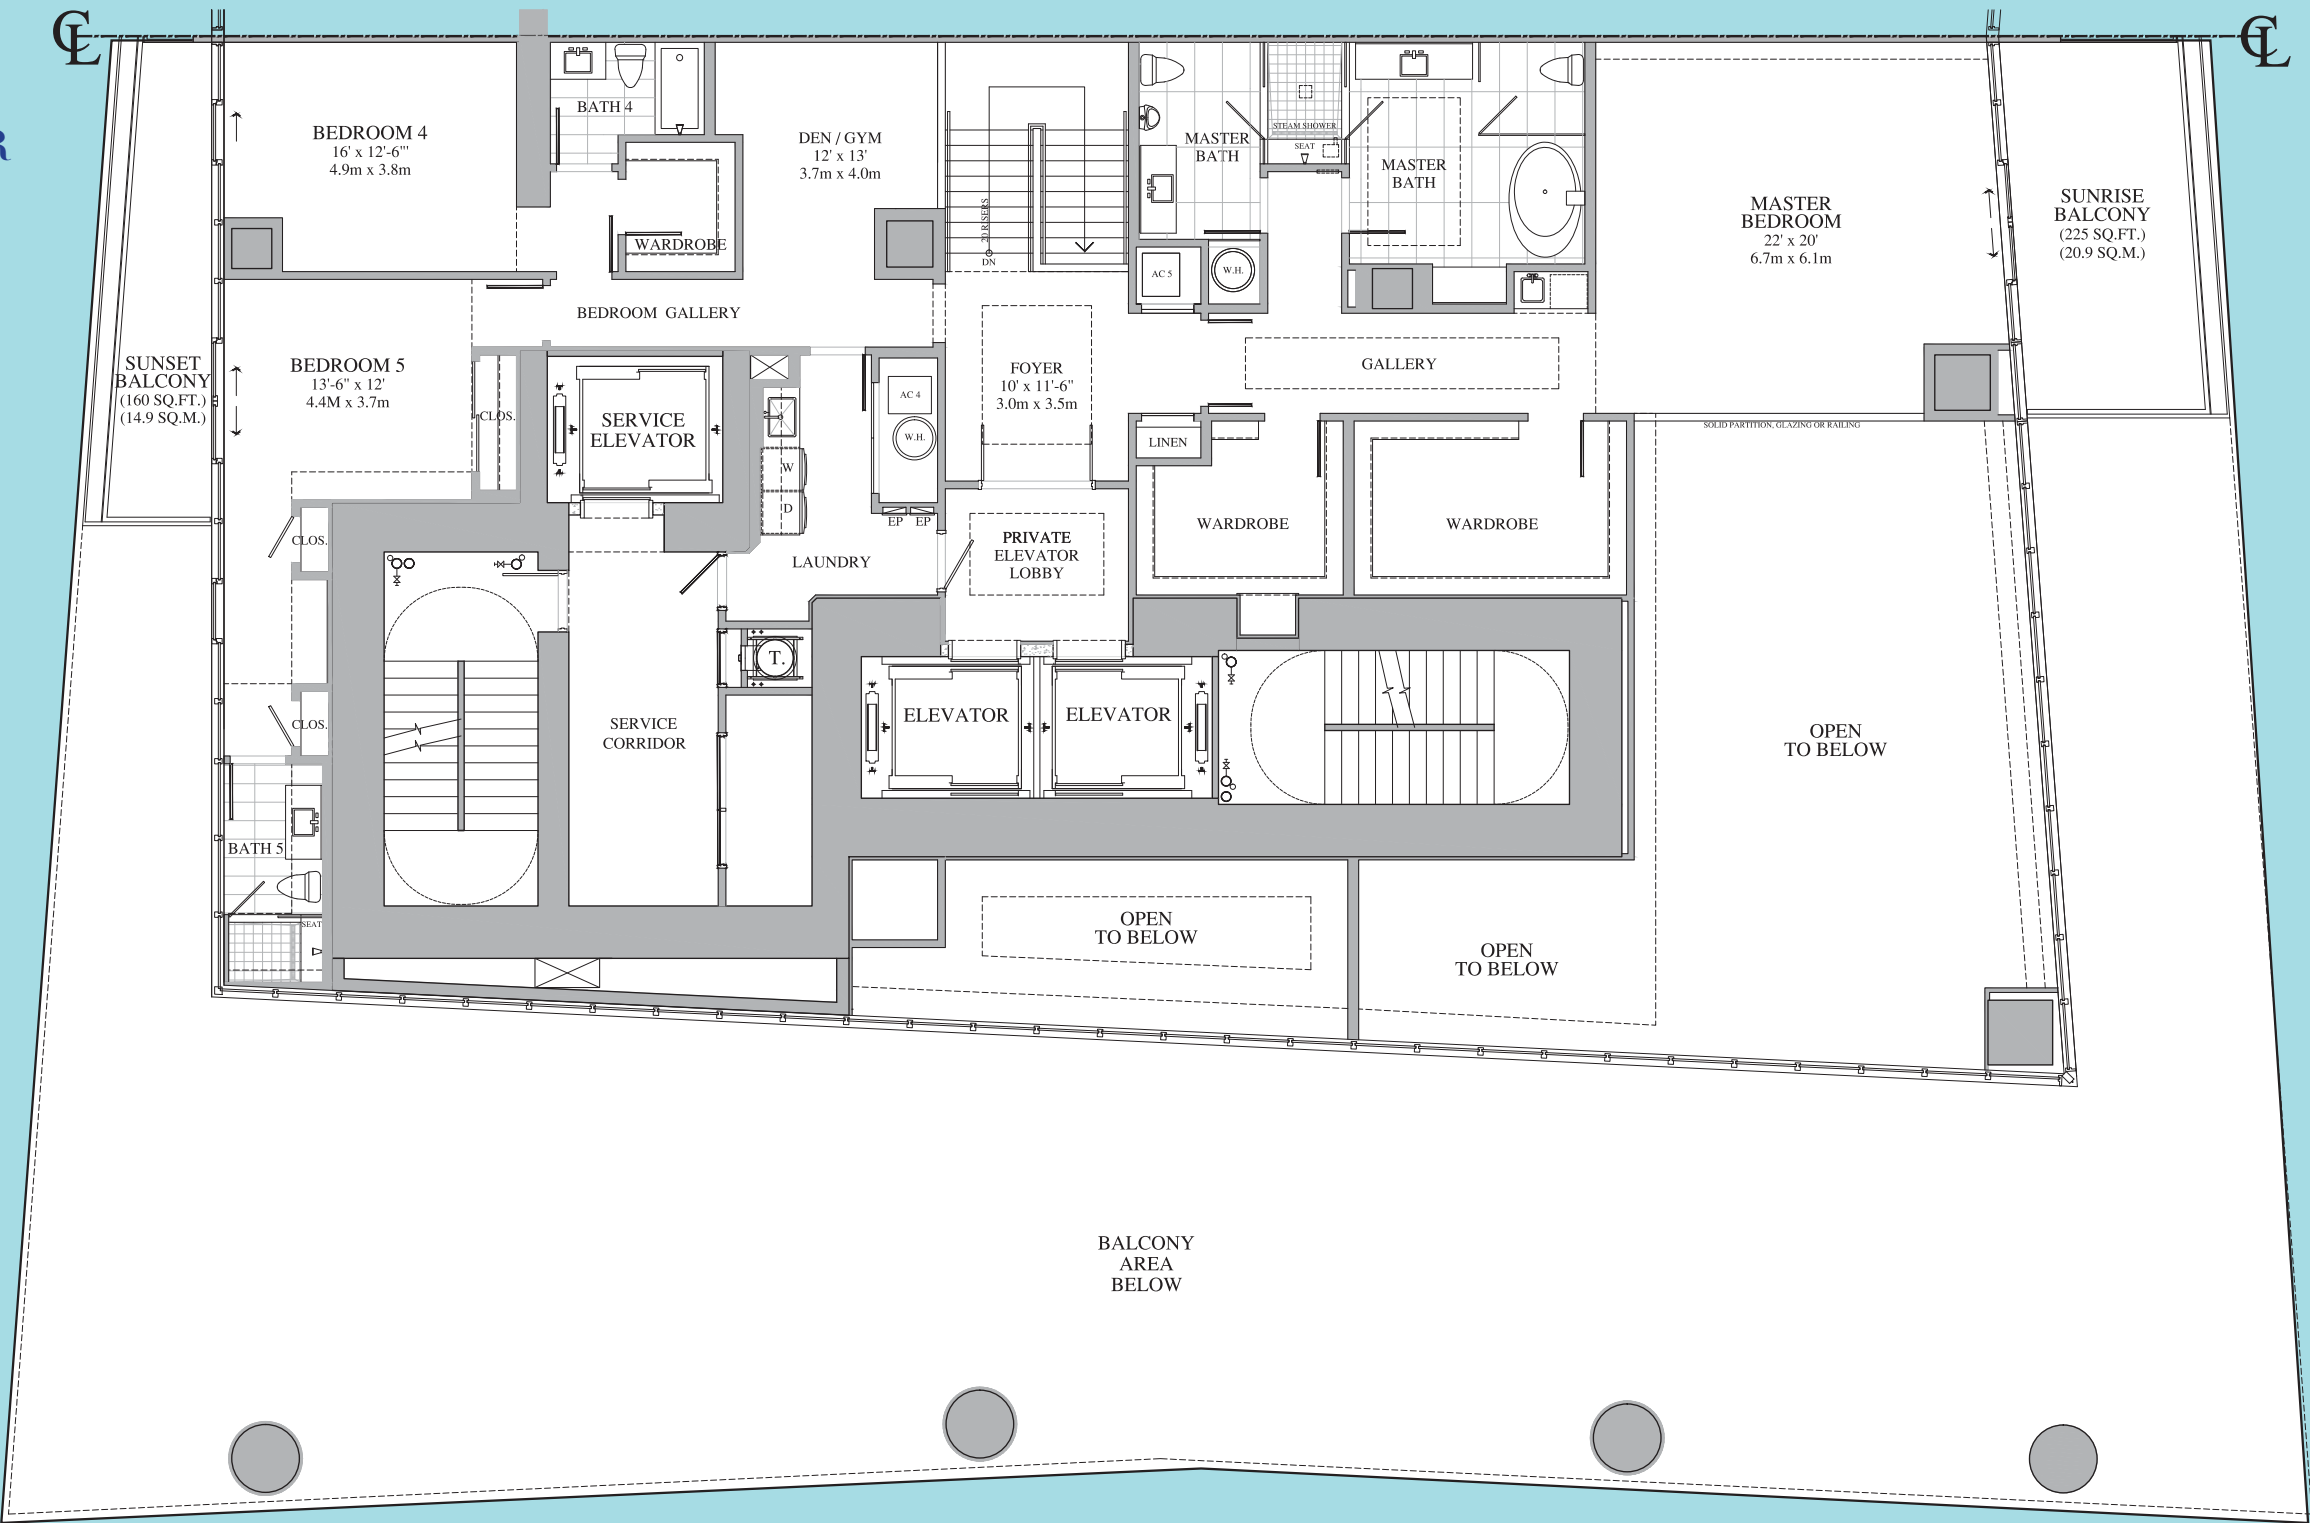 CL
CL
R
BEDROOM 4
16' x 12'-6"'
4.9m x 3.8m
BATH 4
WARDROBE
DEN / GYM
12' x 13'
3.7m x 4.0m
20 RISERS
DN
MASTER
BATH
STEAM SHOWER
SEAT
MASTER
BATH
MASTER
BEDROOM
22' x 20'
6.7m x 6.1m
SUNRISE
BALCONY
(225 SQ.FT.)
(20.9 SQ.M.)
AC 5
W.H.
BEDROOM GALLERY
SUNSET
BALCONY
(160 SQ.FT.)
(14.9 SQ.M.)
BEDROOM 5
13'-6" x 12'
4.4M x 3.7m
CLOS.
SERVICE
ELEVATOR
AC 4
W.H.
FOYER
10' x 11'-6"
3.0m x 3.5m
GALLERY
LINEN
SOLID PARTITION, GLAZING OR RAILING
W
D
EP EP
CLOS.
LAUNDRY
PRIVATE
ELEVATOR
LOBBY
WARDROBE
WARDROBE
T.
CLOS.
SERVICE
CORRIDOR
ELEVATOR
ELEVATOR
OPEN
TO BELOW
BATH 5
SEAT
OPEN
TO BELOW
OPEN
TO BELOW
BALCONY
AREA
BELOW